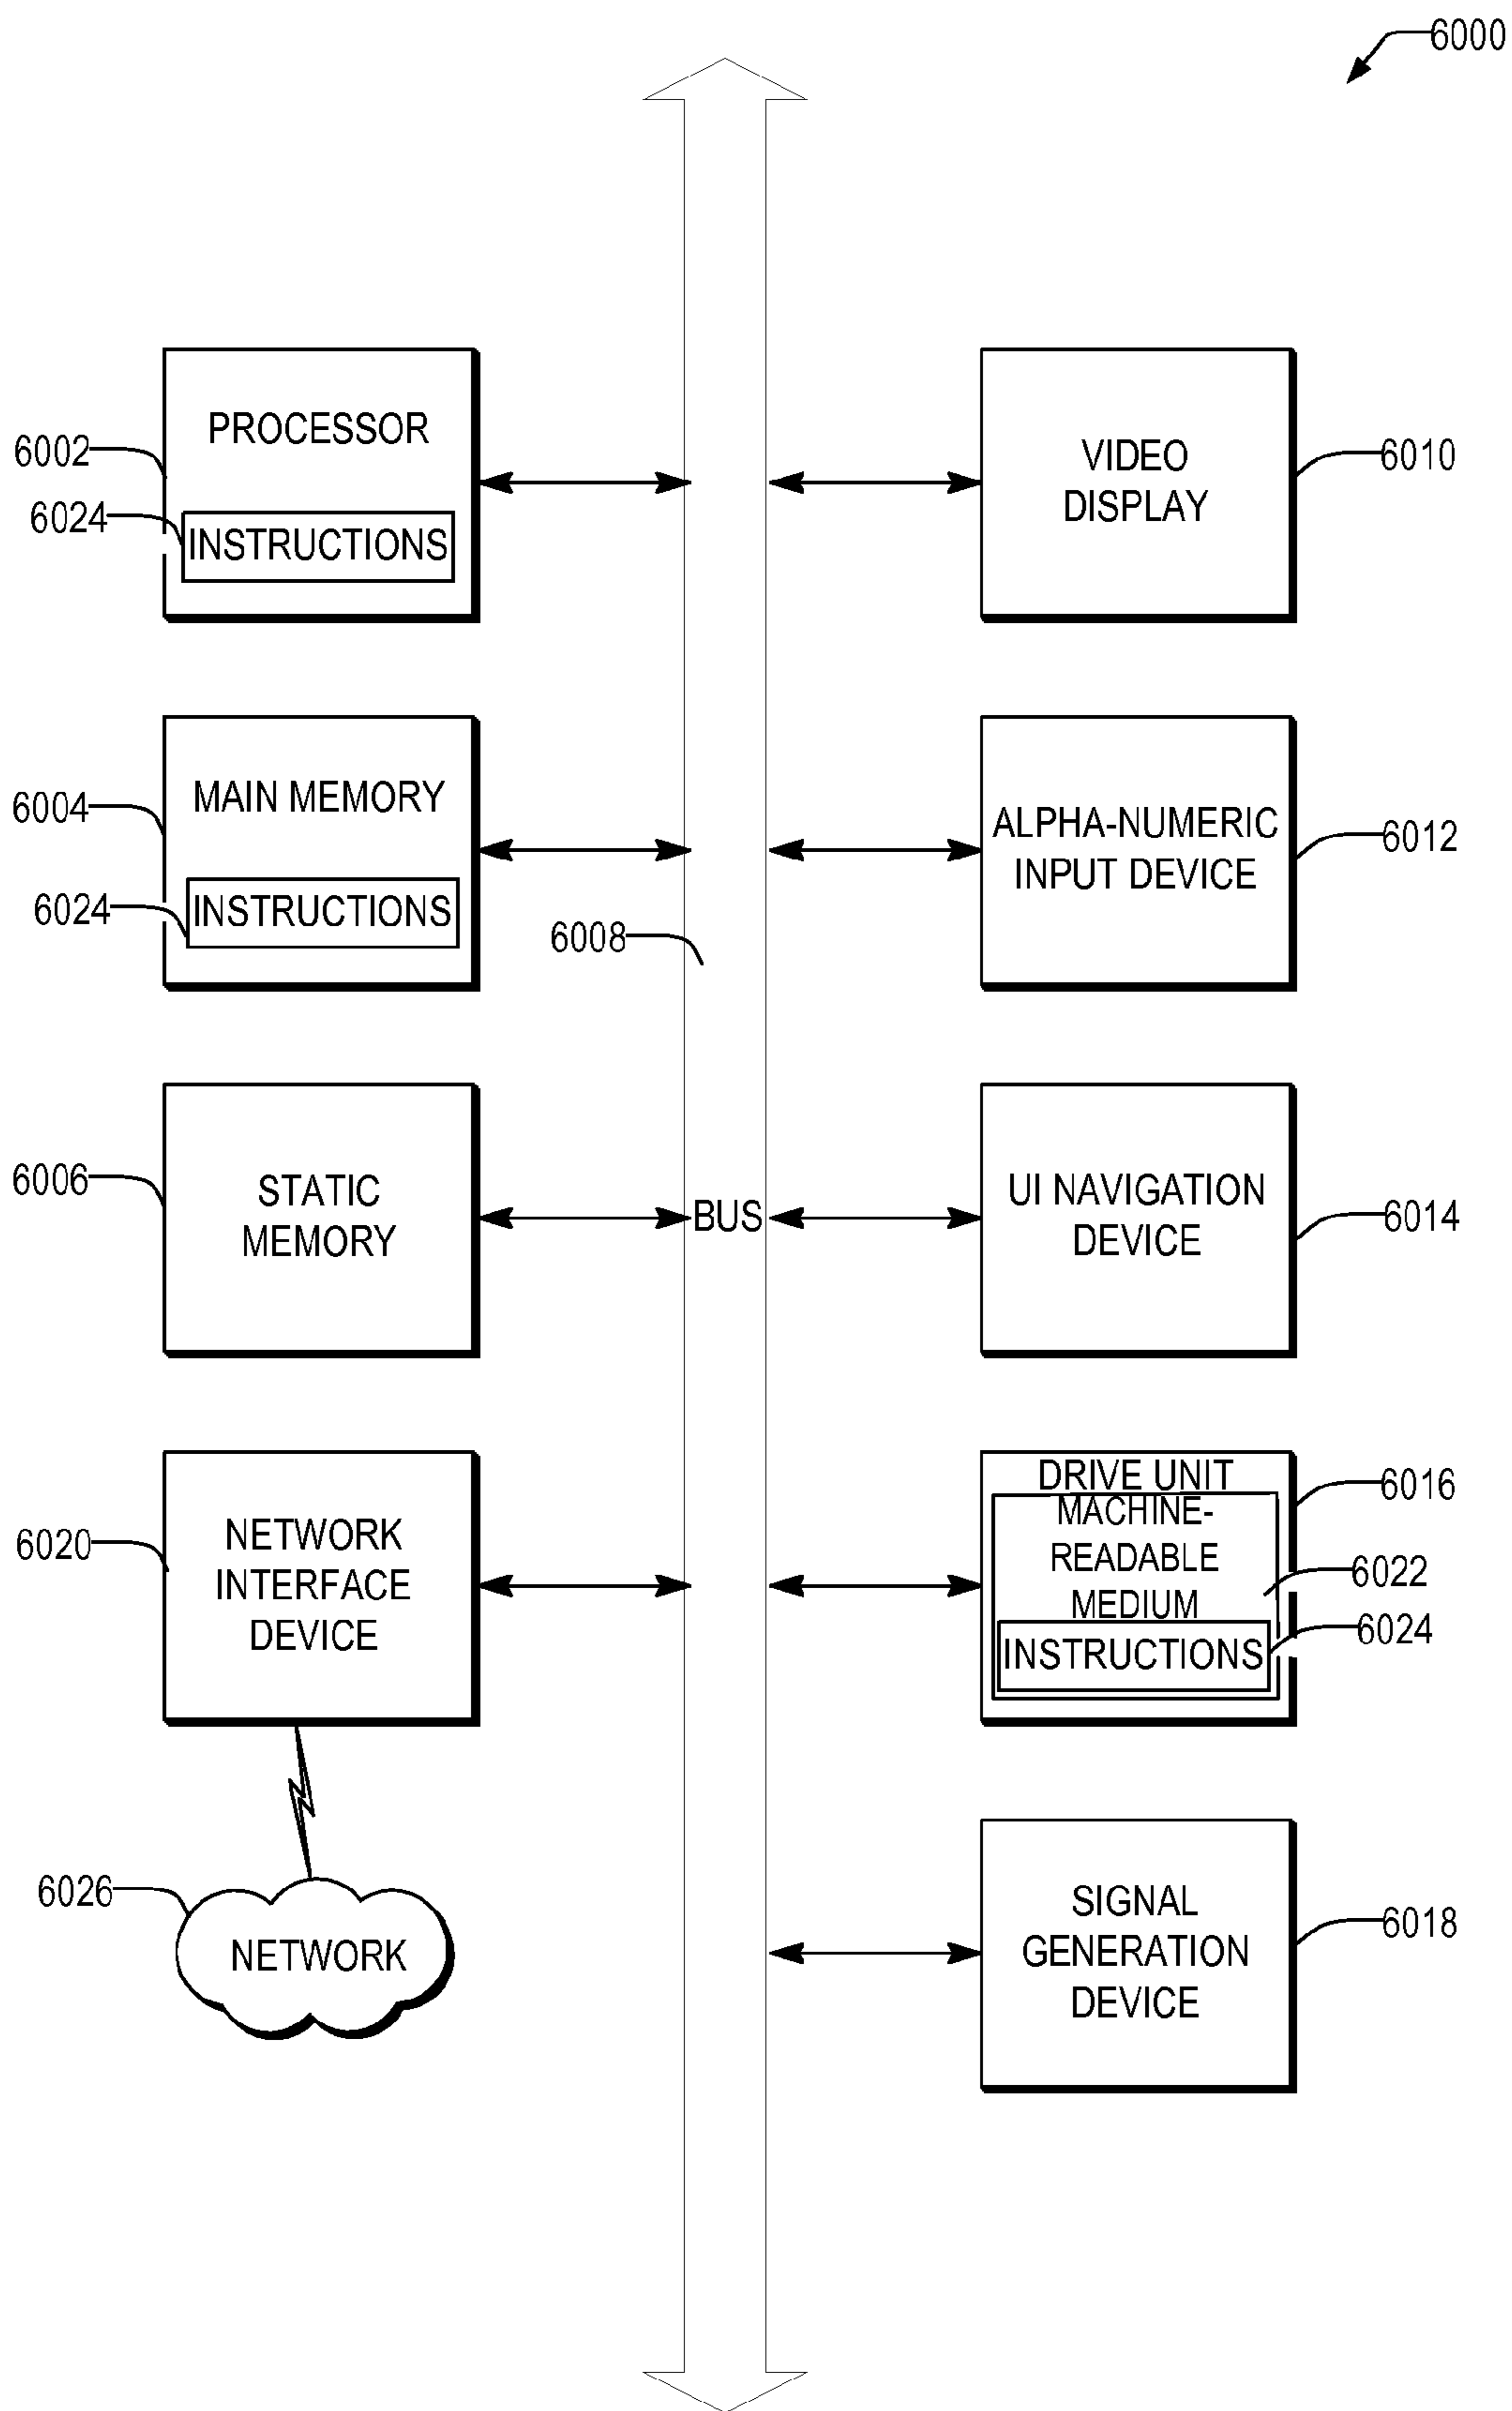 6000
PROCESSOR
6002
6024
INSTRUCTIONS
VIDEO
DISPLAY
6010
MAIN MEMORY
6004
6024
INSTRUCTIONS
6008
ALPHA-NUMERIC
INPUT DEVICE
6012
STATIC
MEMORY
6006
BUS
UI NAVIGATION
DEVICE
6014
NETWORK
INTERFACE
DEVICE
6020
DRIVE UNIT
6016
MACHINE-
READABLE
MEDIUM
6022
INSTRUCTIONS
6024
6026
NETWORK
SIGNAL
GENERATION
DEVICE
6018